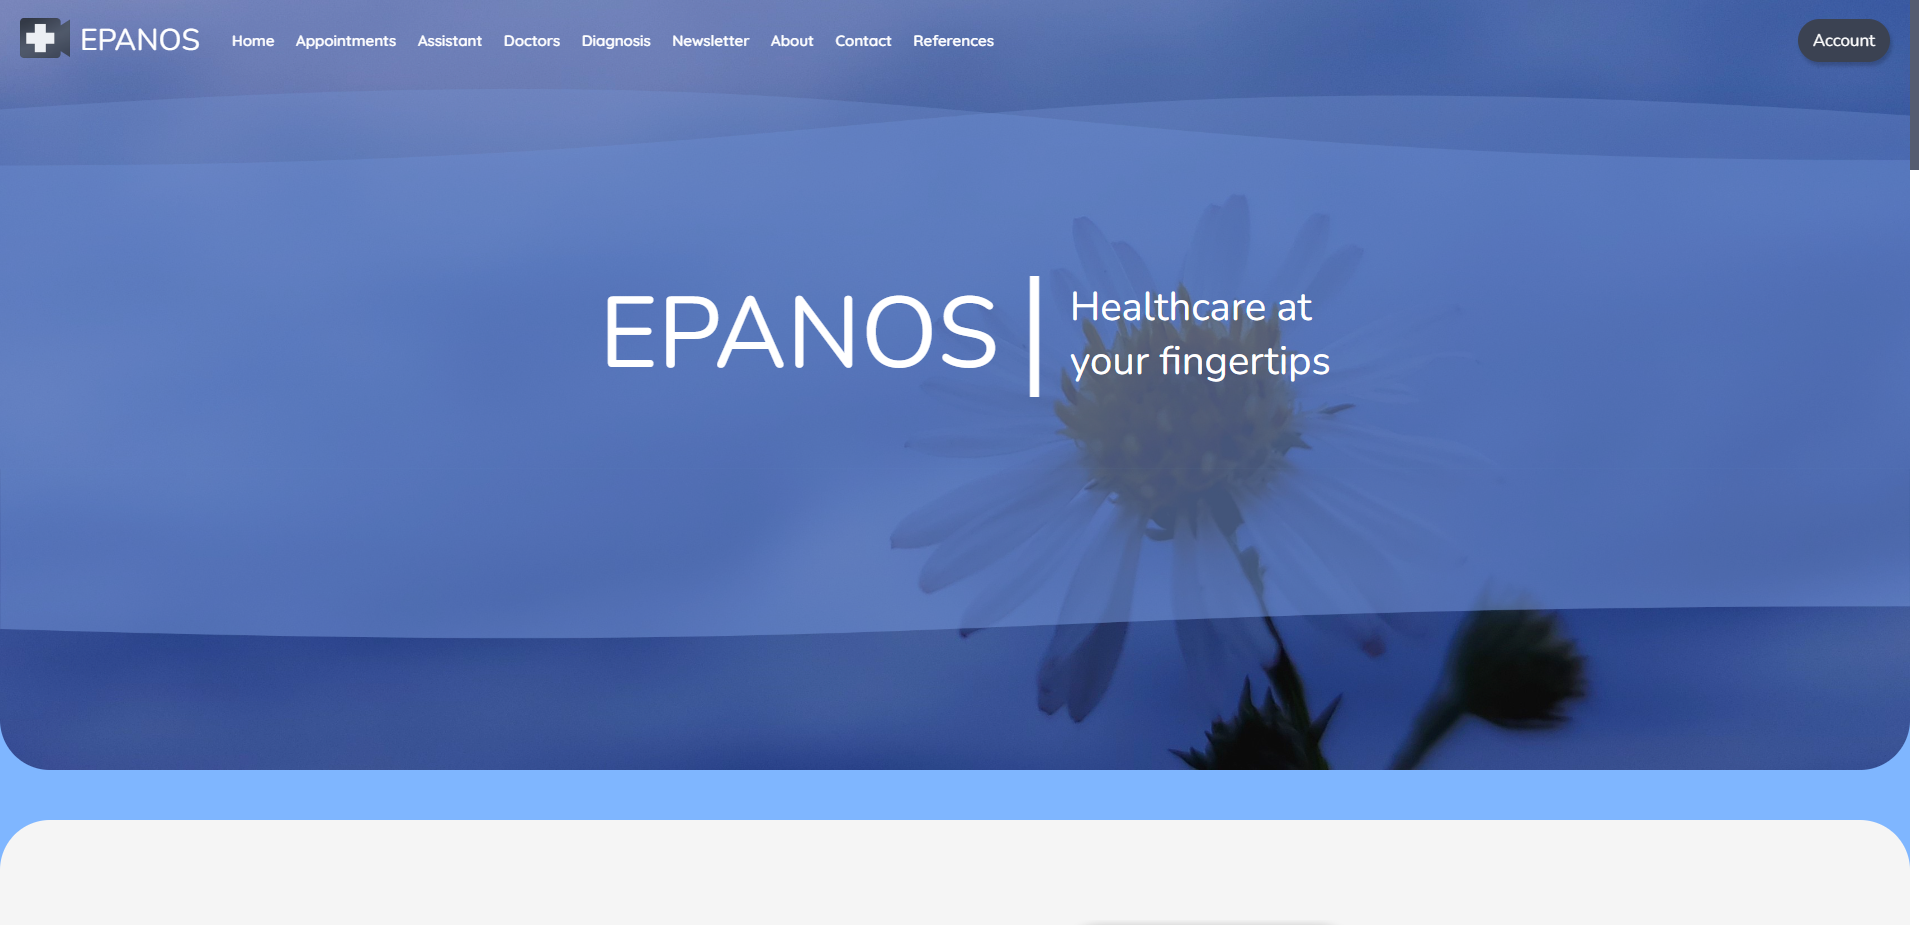 EPANOS Home Appointments Assistant Doctors Diagnosis Newsletter About Contact References Account
EPANOS
Healthcare at
your fingertips